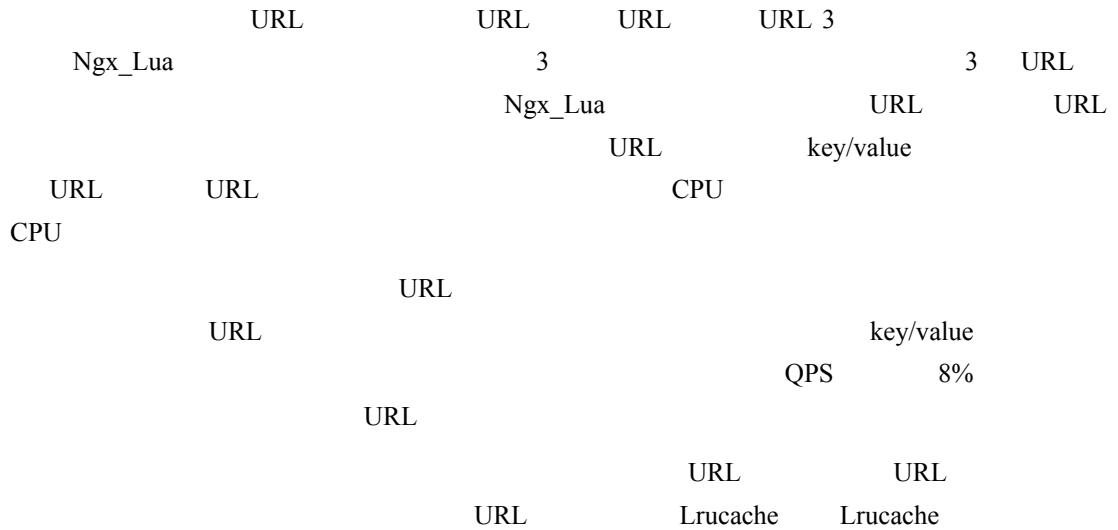 URL URL URL URL 3
Ngx_Lua 3 3 URL
Ngx_Lua URL URL
URL key/value
URL URL CPU
CPU
URL
URL key/value
QPS 8%
URL
URL URL
URL Lrucache Lrucache